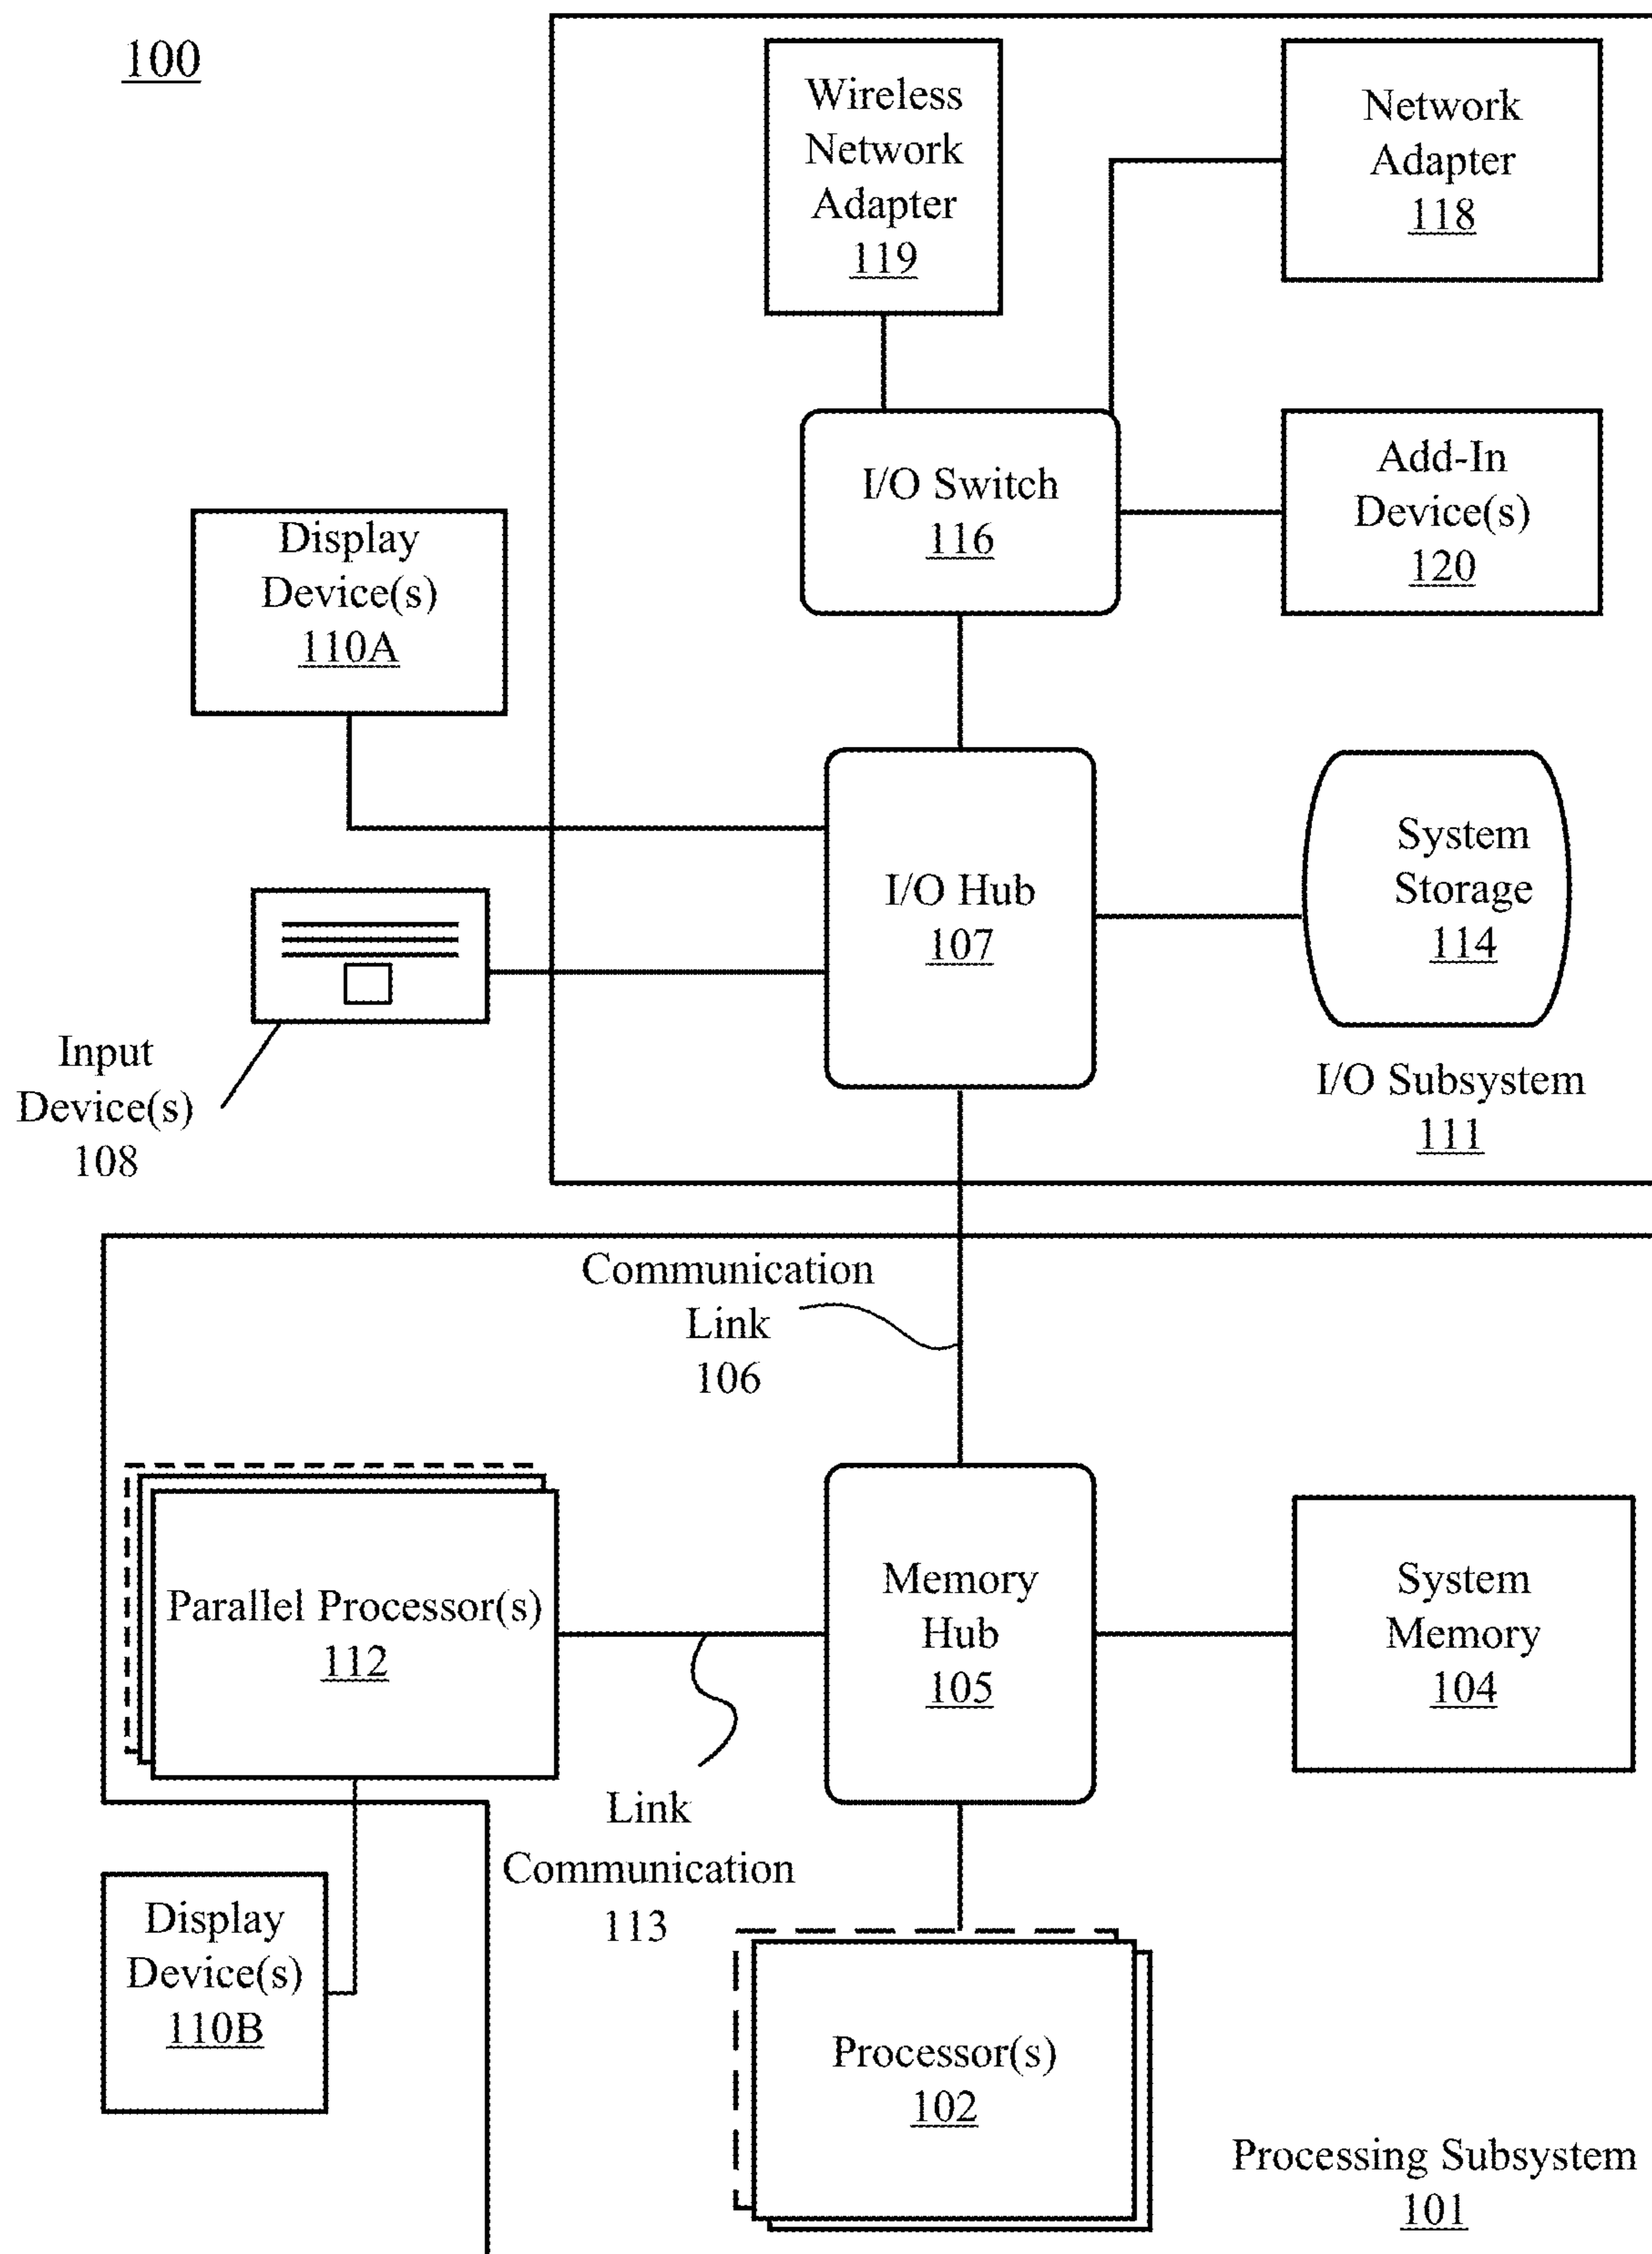 100
Wireless
Network
Adapter
119
Network
Adapter
118
I/O Switch
116
Add-In
Device(s)
120
Display
Device(s)
110A
I/O Hub
107
System
Storage
114
Input
Device(s)
108
I/O Subsystem
111
Communication
Link
106
Parallel Processor(s)
112
Memory
Hub
105
System
Memory
104
Link
Communication
113
Display
Device(s)
110B
Processor(s)
102
Processing Subsystem
101